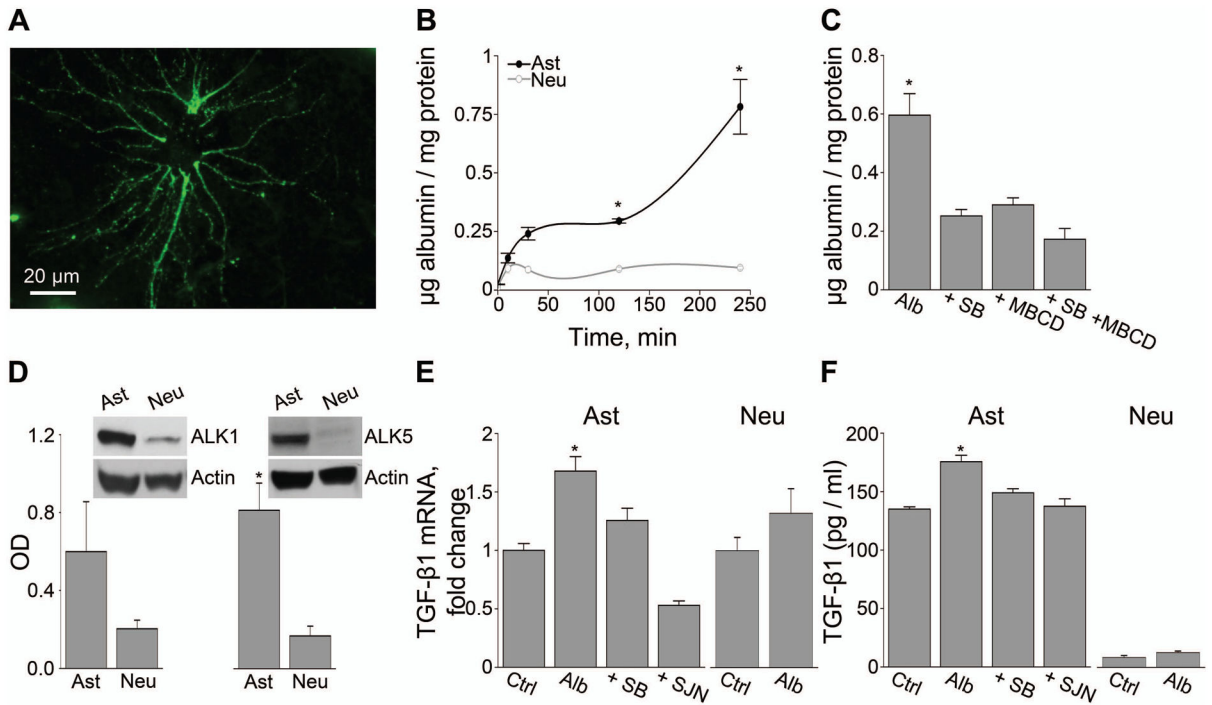 A
20 µm
B
µg albumin / mg protein
1
0.75
0.5
0.25
0
Ast
Neu
*
*
0 50 100 150 200 250
Time, min
C
µg albumin / mg protein
0.8
0.6
0.4
0.2
0
*
Alb
+ SB
+ MBCD
+ SB +MBCD
D
OD
1.2
0.8
0.4
0.0
Ast Neu
ALK1
Actin
Ast Neu
ALK5
Actin
*
Ast Neu
Ast Neu
E
TGF-β1 mRNA,
fold change
2
1.5
1
0.5
0
Ast
*
Ctrl
Alb
+ SB
+ SJN
Neu
Ctrl
Alb
F
TGF-β1 (pg / ml)
200
150
100
50
0
Ast
*
Ctrl
Alb
+ SB
+ SJN
Neu
Ctrl
Alb